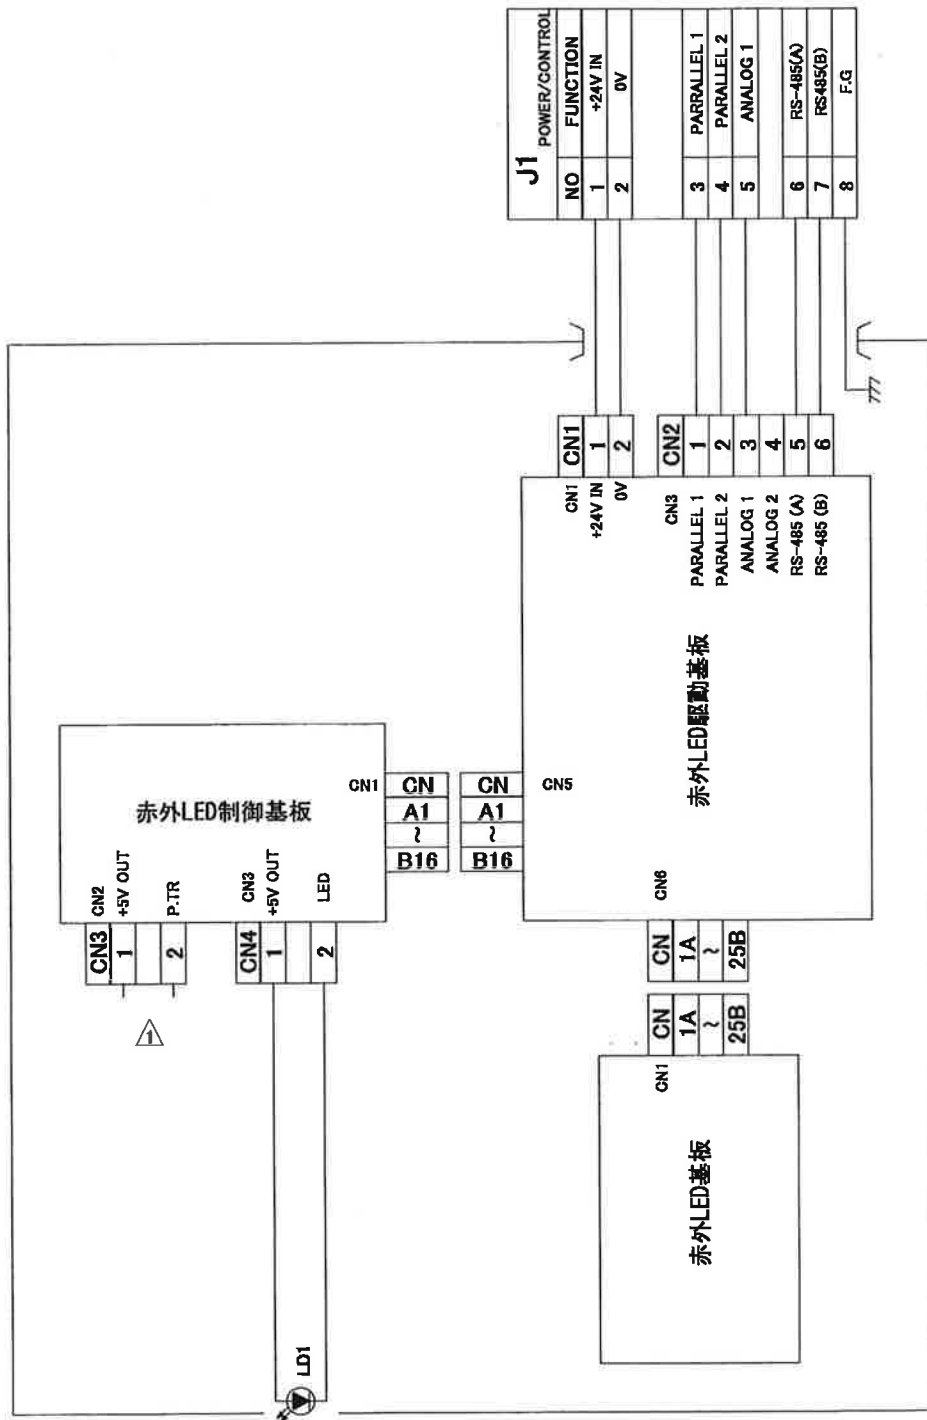 J1
POWER/CONTROL
NO FUNCTION
1 +24V IN
2 0V
3 PARRALLEL 1
4 PARALLEL 2
5 ANALOG 1
6 RS-485(A)
7 RS485(B)
8 F.G
CN1
1
2
CN1
+24V IN
0V
CN2
1
2
3
4
5
6
CN3
PARALLEL 1
PARALLEL 2
ANALOG 1
ANALOG 2
RS-485 (A)
RS-485 (B)
赤外LED駆動基板
CN5
CN
A1
~
B16
CN6
CN
1A
~
25B
赤外LED制御基板
CN1
CN
A1
~
B16
CN2
+5V OUT
P.TR
CN3
1
2
1
CN3
+5V OUT
LED
CN4
1
2
LD1
CN
1A
~
25B
CN1
赤外LED基板